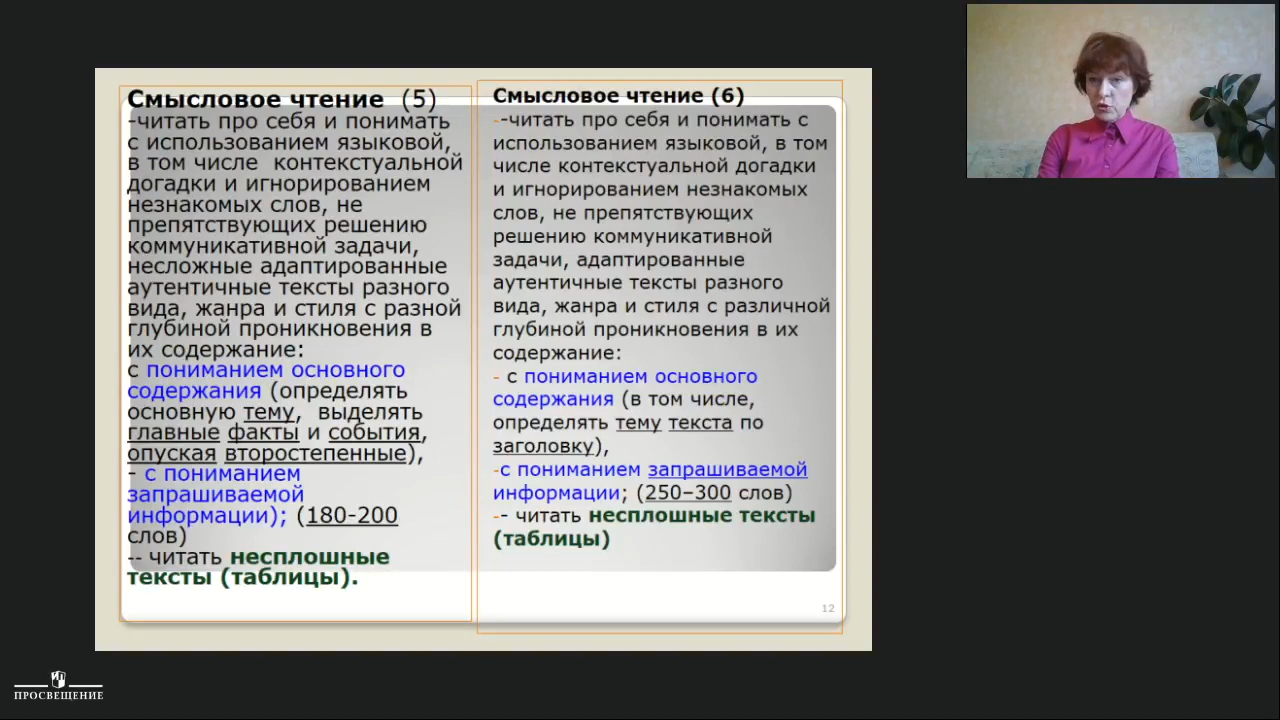 Смысловое чтение (5)
-читать про себя и понимать
с использованием языковой,
в том числе контекстуальной
догадки и игнорированием
незнакомых слов, не
препятствующих решению
коммуникативной задачи,
несложные адаптированные
аутентичные тексты разного
вида, жанра и стиля с разной
глубиной проникновения в
их содержание:
с пониманием основного
содержания (определять
основную тему, выделять
главные факты и события,
опуская второстепенные),
- с пониманием
запрашиваемой
информации); (180-200
слов)
-- читать несплошные
тексты (таблицы).
Смысловое чтение (6)
--читать про себя и понимать с
использованием языковой, в том
числе контекстуальной догадки
и игнорированием незнакомых
слов, не препятствующих
решению коммуникативной
задачи, адаптированные
аутентичные тексты разного
вида, жанра и стиля с различной
глубиной проникновения в их
содержание:
- с пониманием основного
содержания (в том числе,
определять тему текста по
заголовку),
-с пониманием запрашиваемой
информации; (250–300 слов)
-- читать несплошные тексты
(таблицы)
12
ПРОСВЕЩЕНИЕ